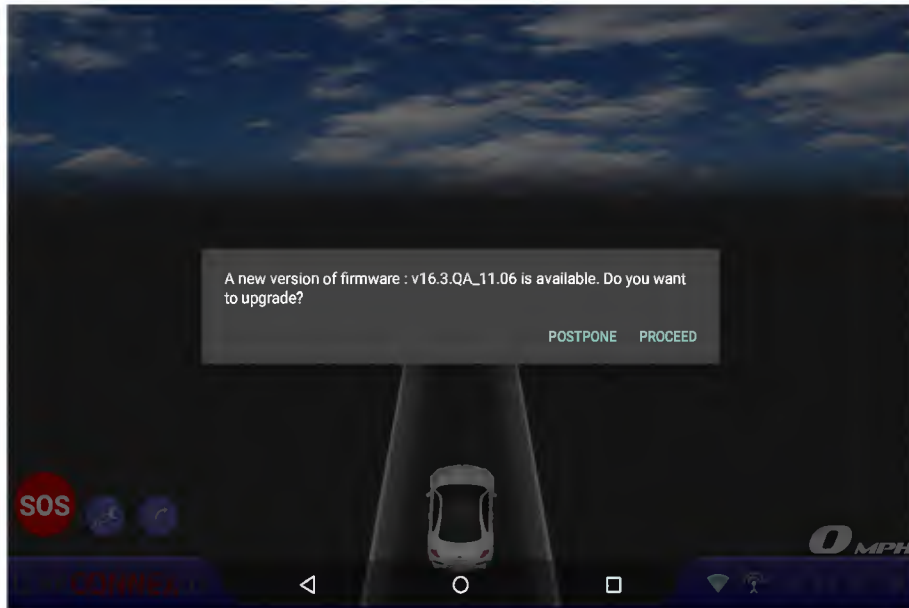 A new version of firmware : v16.3.QA_11.06 is available. Do you want
to upgrade?
POSTPONE PROCEED
SOS
0 MPH
CONNECT